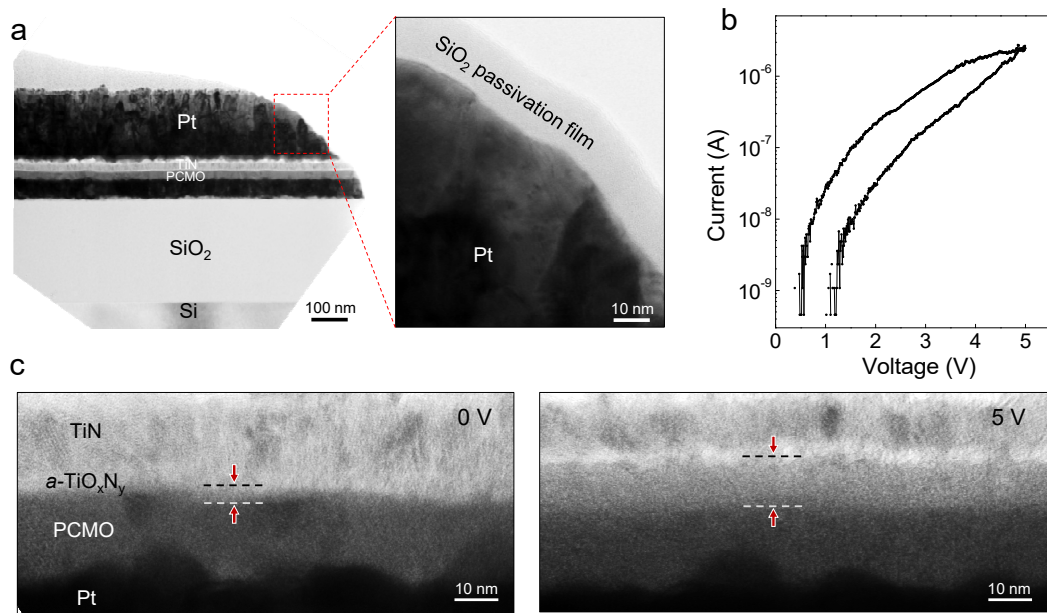 a
Pt
TiN
PCMO
SiO₂
Si
100 nm
SiO₂ passivation film
Pt
10 nm
b
Current (A)
10⁻⁶
10⁻⁷
10⁻⁸
10⁻⁹
0 1 2 3 4 5
Voltage (V)
c
0 V
TiN
a-TiOₓNᵧ
PCMO
Pt
10 nm
5 V
10 nm